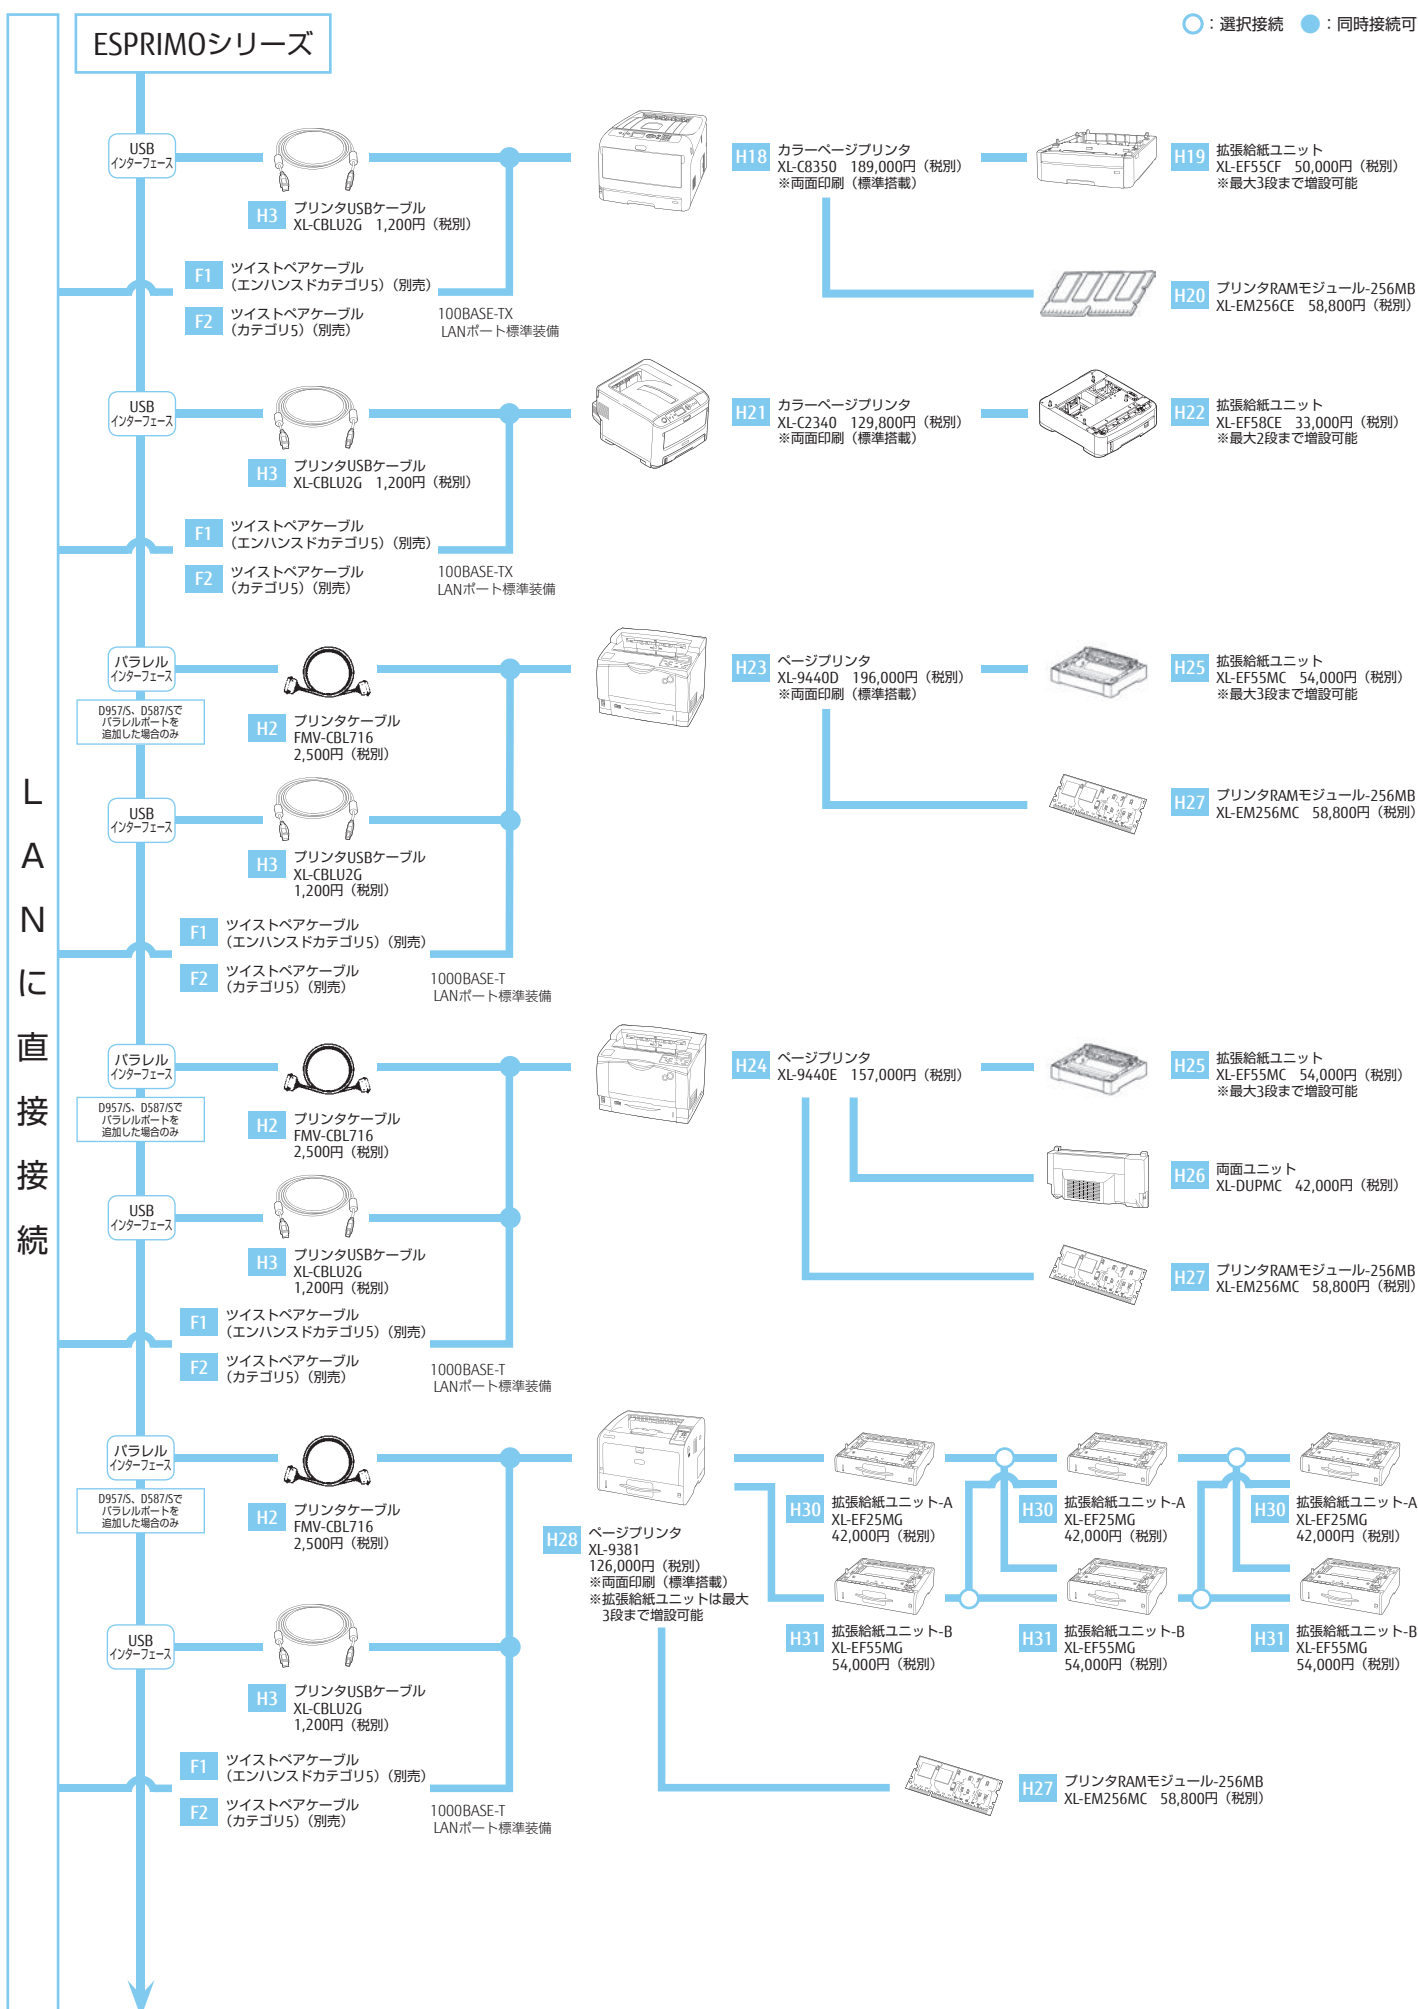 ○：選択接続　●：同時接続可
ESPRIMOシリーズ
LANに直接接続
USB
インターフェース
H3 プリンタUSBケーブル
XL-CBLU2G　1,200円（税別）
F1 ツイストペアケーブル
（エンハンスドカテゴリ5）（別売）
F2 ツイストペアケーブル
（カテゴリ5）（別売）
100BASE-TX
LANポート標準装備
H18 カラーページプリンタ
XL-C8350　189,000円（税別）
※両面印刷（標準搭載）
H19 拡張給紙ユニット
XL-EF55CF　50,000円（税別）
※最大3段まで増設可能
H20 プリンタRAMモジュール-256MB
XL-EM256CE　58,800円（税別）
USB
インターフェース
H3 プリンタUSBケーブル
XL-CBLU2G　1,200円（税別）
F1 ツイストペアケーブル
（エンハンスドカテゴリ5）（別売）
F2 ツイストペアケーブル
（カテゴリ5）（別売）
100BASE-TX
LANポート標準装備
H21 カラーページプリンタ
XL-C2340　129,800円（税別）
※両面印刷（標準搭載）
H22 拡張給紙ユニット
XL-EF58CE　33,000円（税別）
※最大2段まで増設可能
パラレル
インターフェース
D957/S、D587/Sで
パラレルポートを
追加した場合のみ
H2 プリンタケーブル
FMV-CBL716
2,500円（税別）
USB
インターフェース
H3 プリンタUSBケーブル
XL-CBLU2G
1,200円（税別）
F1 ツイストペアケーブル
（エンハンスドカテゴリ5）（別売）
F2 ツイストペアケーブル
（カテゴリ5）（別売）
1000BASE-T
LANポート標準装備
H23 ページプリンタ
XL-9440D　196,000円（税別）
※両面印刷（標準搭載）
H25 拡張給紙ユニット
XL-EF55MC　54,000円（税別）
※最大3段まで増設可能
H27 プリンタRAMモジュール-256MB
XL-EM256MC　58,800円（税別）
パラレル
インターフェース
D957/S、D587/Sで
パラレルポートを
追加した場合のみ
H2 プリンタケーブル
FMV-CBL716
2,500円（税別）
USB
インターフェース
H3 プリンタUSBケーブル
XL-CBLU2G
1,200円（税別）
F1 ツイストペアケーブル
（エンハンスドカテゴリ5）（別売）
F2 ツイストペアケーブル
（カテゴリ5）（別売）
1000BASE-T
LANポート標準装備
H24 ページプリンタ
XL-9440E　157,000円（税別）
H25 拡張給紙ユニット
XL-EF55MC　54,000円（税別）
※最大3段まで増設可能
H26 両面ユニット
XL-DUPMC　42,000円（税別）
H27 プリンタRAMモジュール-256MB
XL-EM256MC　58,800円（税別）
パラレル
インターフェース
D957/S、D587/Sで
パラレルポートを
追加した場合のみ
H2 プリンタケーブル
FMV-CBL716
2,500円（税別）
USB
インターフェース
H3 プリンタUSBケーブル
XL-CBLU2G
1,200円（税別）
F1 ツイストペアケーブル
（エンハンスドカテゴリ5）（別売）
F2 ツイストペアケーブル
（カテゴリ5）（別売）
1000BASE-T
LANポート標準装備
H28 ページプリンタ
XL-9381
126,000円（税別）
※両面印刷（標準搭載）
※拡張給紙ユニットは最大
3段まで増設可能
H30 拡張給紙ユニット-A
XL-EF25MG
42,000円（税別）
H30 拡張給紙ユニット-A
XL-EF25MG
42,000円（税別）
H30 拡張給紙ユニット-A
XL-EF25MG
42,000円（税別）
H31 拡張給紙ユニット-B
XL-EF55MG
54,000円（税別）
H31 拡張給紙ユニット-B
XL-EF55MG
54,000円（税別）
H31 拡張給紙ユニット-B
XL-EF55MG
54,000円（税別）
H27 プリンタRAMモジュール-256MB
XL-EM256MC　58,800円（税別）